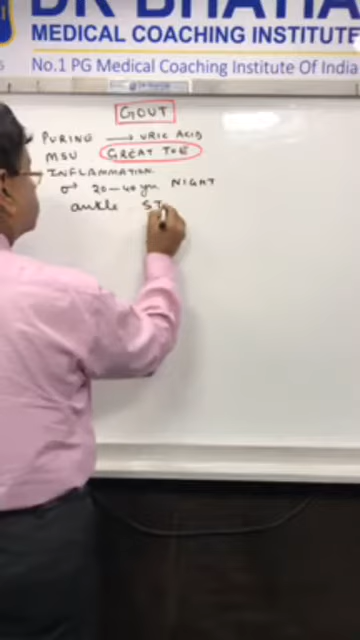 DR BHATIA
MEDICAL COACHING INSTITUTE
No.1 PG Medical Coaching Institute Of India
GOUT
PURINE → URIC ACID
MSU GREAT TOE
INFLAMMATION
♂ 20-40 yrs NIGHT
ankle ST